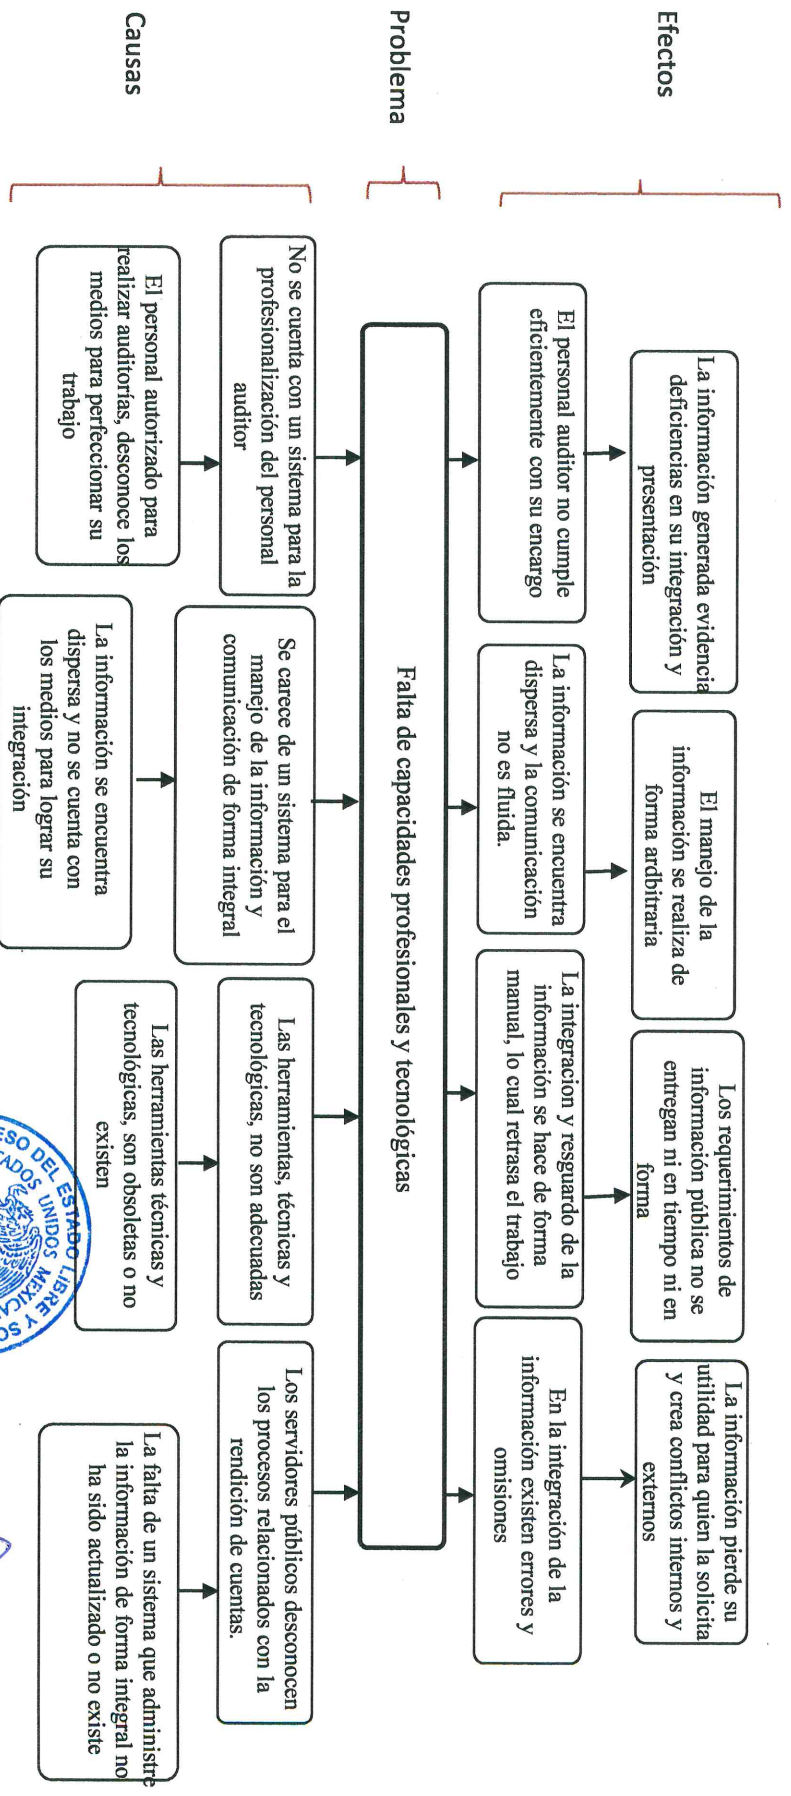 Efectos
La información generada evidencia
deficiencias en su integración y
presentación
El manejo de la
información se realiza de
forma ardbitraria
Los requerimientos de
información pública no se
entregan ni en tiempo ni en
forma
La información pierde su
utilidad para quien la solicita
y crea conflictos internos y
externos
El personal auditor no cumple
eficientemente con su encargo
La información se encuentra
dispersa y la comunicación
no es fluida.
La integracion y resguardo de la
información se hace de forma
manual, lo cual retrasa el trabajo
En la integración de la
información existen errores y
omisiones
Problema
Falta de capacidades profesionales y tecnológicas
Causas
No se cuenta con un sistema para la
profesionalización del personal
auditor
Se carece de un sistema para el
manejo de la información y
comunicación de forma integral
Las herramientas, técnicas y
tecnológicas, no son adecuadas
Los servidores públicos desconocen
los procesos relacionados con la
rendición de cuentas.
El personal autorizado para
realizar auditorías, desconoce los
medios para perfeccionar su
trabajo
La información se encuentra
dispersa y no se cuenta con
los medios para lograr su
integración
Las herramientas técnicas y
tecnológicas, son obsoletas o no
existen
La falta de un sistema que administre
la información de forma integral no
ha sido actualizado o no existe
DEL ESTADO LIBRE Y
UNIDOS